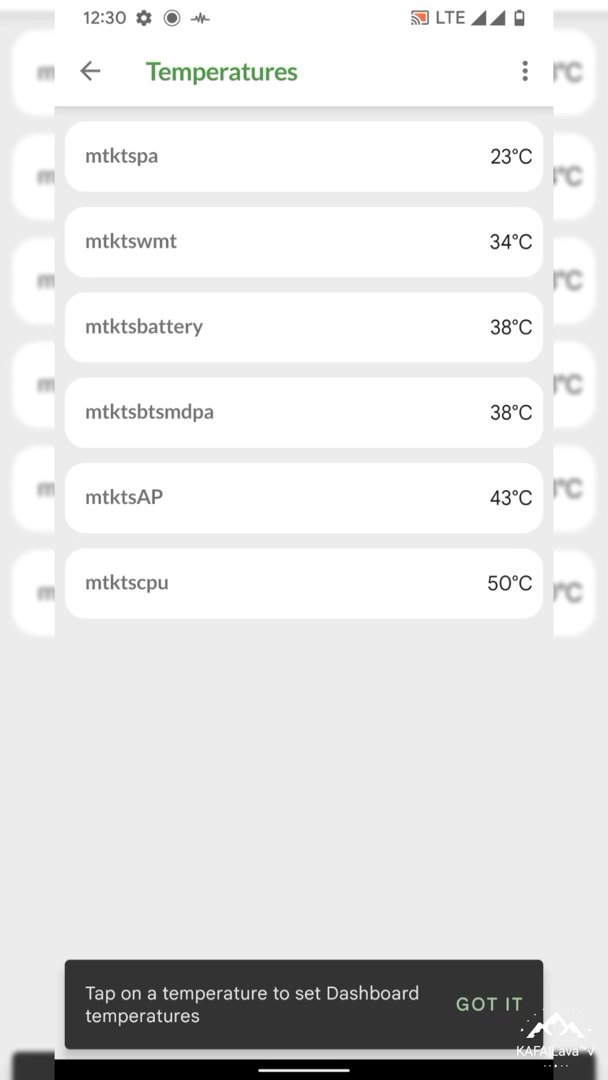 12:30 LTE
Temperatures
mtktspa 23°C
mtktswmt 34°C
mtktsbattery 38°C
mtktsbtsmdpa 38°C
mtktsAP 43°C
mtktscpu 50°C
Tap on a temperature to set Dashboard
temperatures
GOT IT